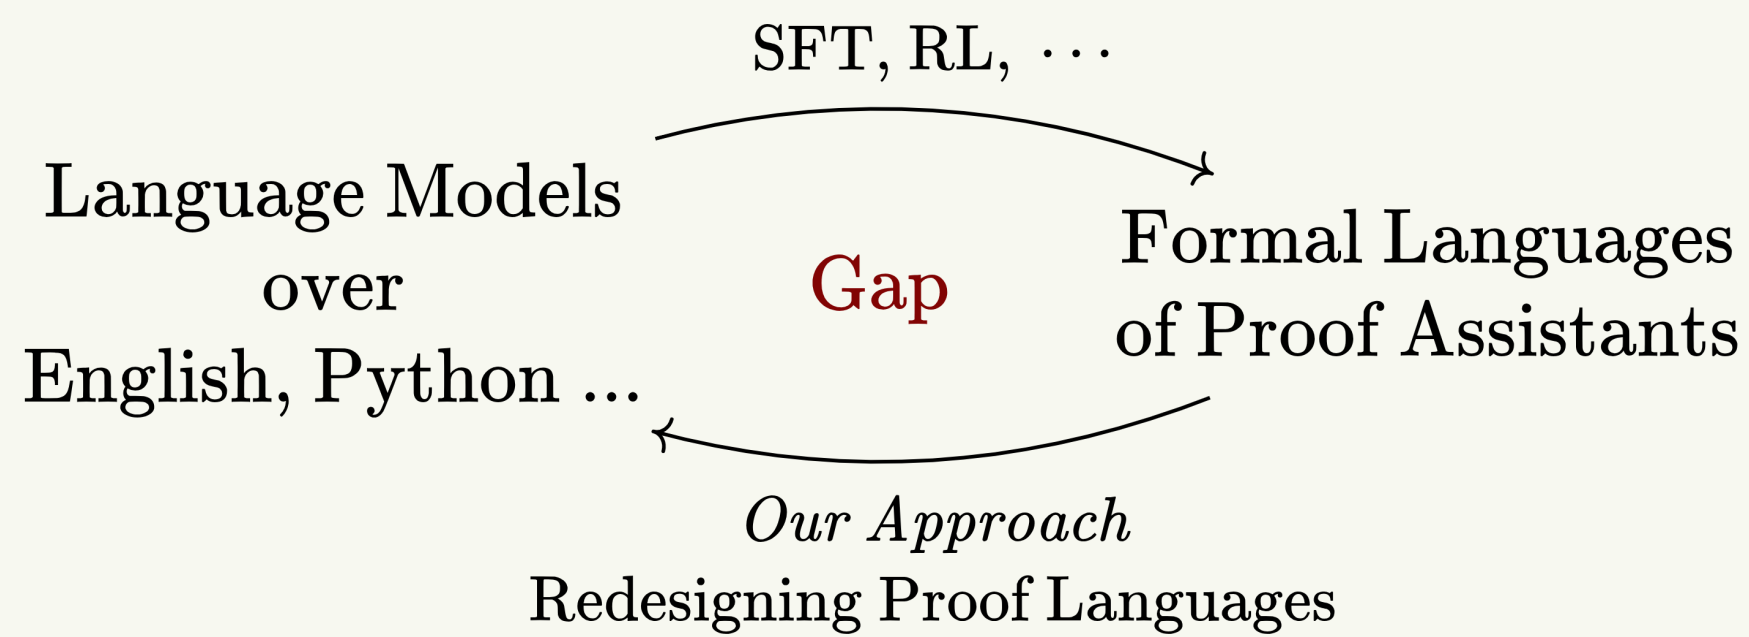 SFT, RL, ···
Language Models
over
English, Python ...
Gap
Formal Languages
of Proof Assistants
Our Approach
Redesigning Proof Languages